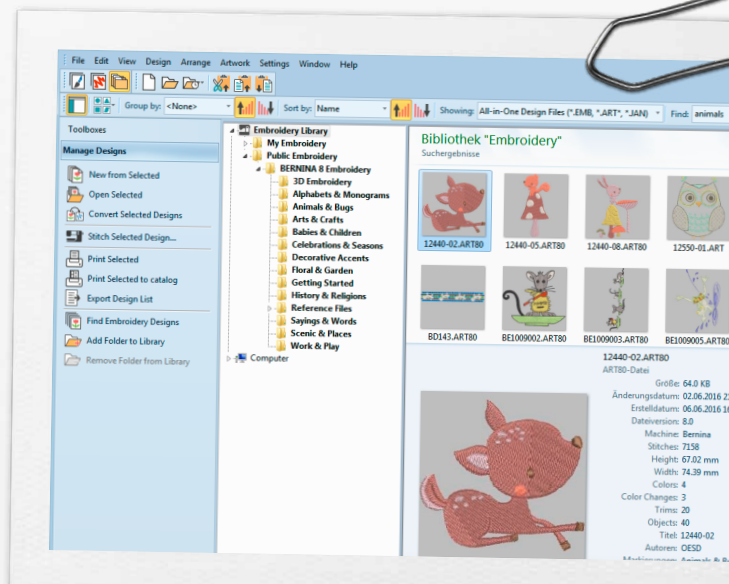 File Edit View Design Arrange Artwork Settings Window Help
Group by: <None> Sort by: Name Showing: All-in-One Design Files (*.EMB, *.ART*, *.JAN) Find: animals
Toolboxes
Manage Designs
New from Selected
Open Selected
Convert Selected Designs
Stitch Selected Design...
Print Selected
Print Selected to catalog
Export Design List
Find Embroidery Designs
Add Folder to Library
Remove Folder from Library
Embroidery Library
My Embroidery
Public Embroidery
BERNINA 8 Embroidery
3D Embroidery
Alphabets & Monograms
Animals & Bugs
Arts & Crafts
Babies & Children
Celebrations & Seasons
Decorative Accents
Floral & Garden
Getting Started
History & Religions
Reference Files
Sayings & Words
Scenic & Places
Work & Play
Computer
Bibliothek "Embroidery"
Suchergebnisse
12440-02.ART80 12440-05.ART80 12440-08.ART80 12550-01.ART
BD143.ART80 BE1009002.ART80 BE1009003.ART80 BE1009005.ART80
12440-02.ART80
ART80-Datei
Größe: 64.0 KB
Änderungsdatum: 02.06.2016 2
Erstelldatum: 06.06.2016 16
Dateiversion: 8.0
Machine: Bernina
Stitches: 7158
Height: 67.02 mm
Width: 74.39 mm
Colors: 4
Color Changes: 3
Trims: 20
Objects: 40
Titel: 12440-02
Autoren: OESD